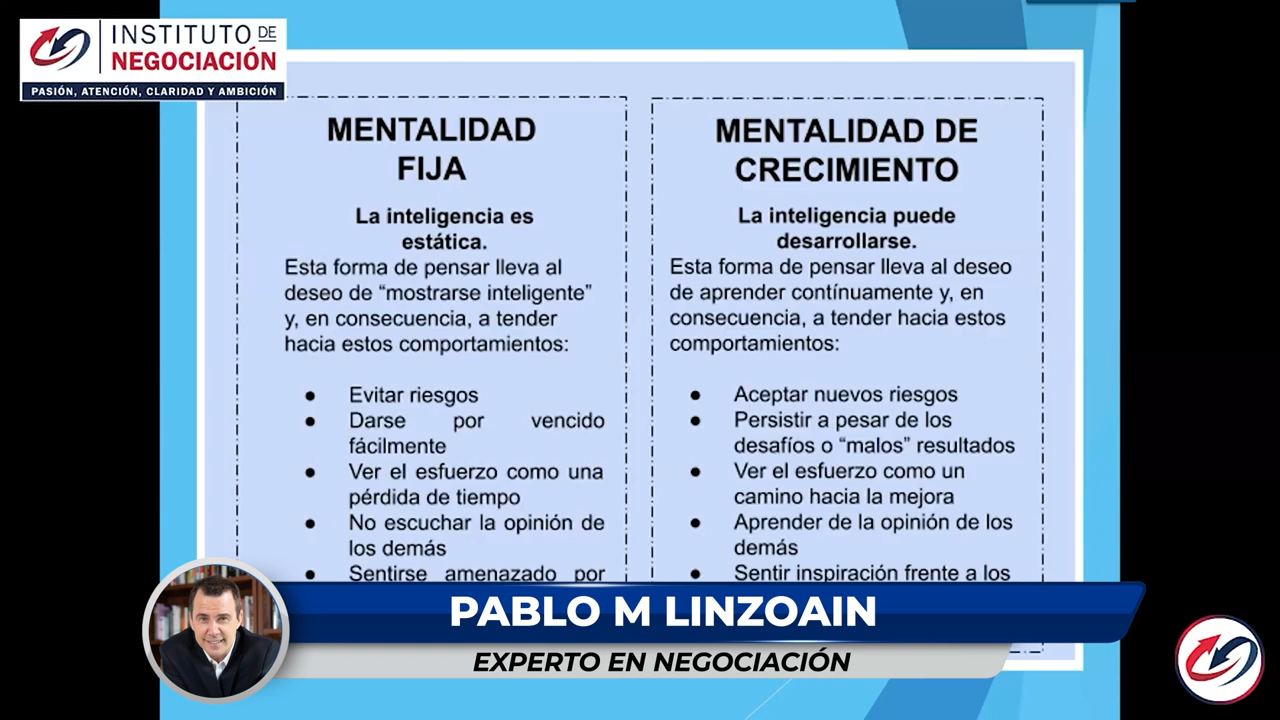 INSTITUTO DE
NEGOCIACIÓN
PASIÓN, ATENCIÓN, CLARIDAD Y AMBICIÓN
MENTALIDAD
FIJA
La inteligencia es
estática.
Esta forma de pensar lleva al
deseo de “mostrarse inteligente”
y, en consecuencia, a tender
hacia estos comportamientos:
● Evitar riesgos
● Darse por vencido
fácilmente
● Ver el esfuerzo como una
pérdida de tiempo
● No escuchar la opinión de
los demás
● Sentirse amenazado por
MENTALIDAD DE
CRECIMIENTO
La inteligencia puede
desarrollarse.
Esta forma de pensar lleva al deseo
de aprender contínuamente y, en
consecuencia, a tender hacia estos
comportamientos:
● Aceptar nuevos riesgos
● Persistir a pesar de los
desafíos o “malos” resultados
● Ver el esfuerzo como un
camino hacia la mejora
● Aprender de la opinión de los
demás
● Sentir inspiración frente a los
PABLO M LINZOAIN
EXPERTO EN NEGOCIACIÓN